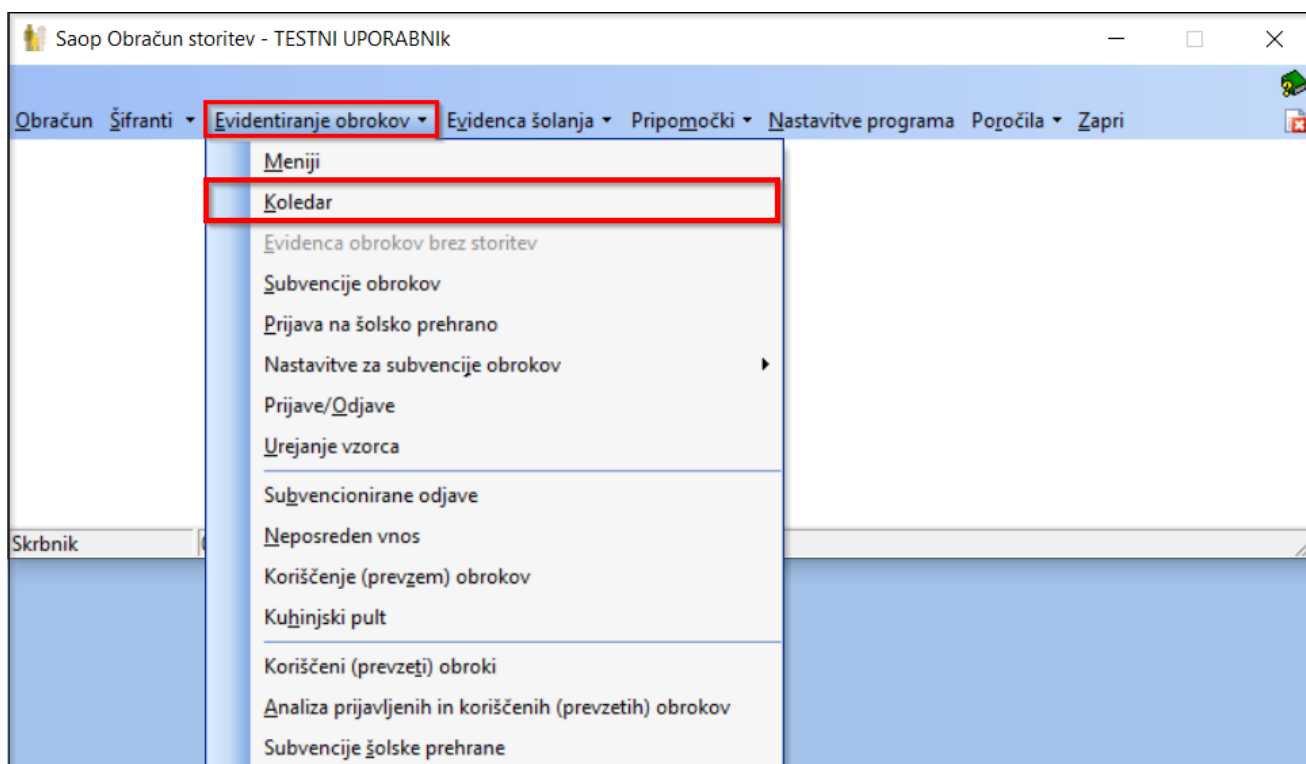 Saop Obračun storitev - TESTNI UPORABNIk
Obračun Šifranti Evidentiranje obrokov Evidenca šolanja Pripomočki Nastavitve programa Poročila Zapri
Meniji
Koledar
Evidenca obrokov brez storitev
Subvencije obrokov
Prijava na šolsko prehrano
Nastavitve za subvencije obrokov
Prijave/Odjave
Urejanje vzorca
Subvencionirane odjave
Neposreden vnos
Skrbnik
Koriščenje (prevzem) obrokov
Kuhinjski pult
Koriščeni (prevzeti) obroki
Analiza prijavljenih in koriščenih (prevzetih) obrokov
Subvencije šolske prehrane